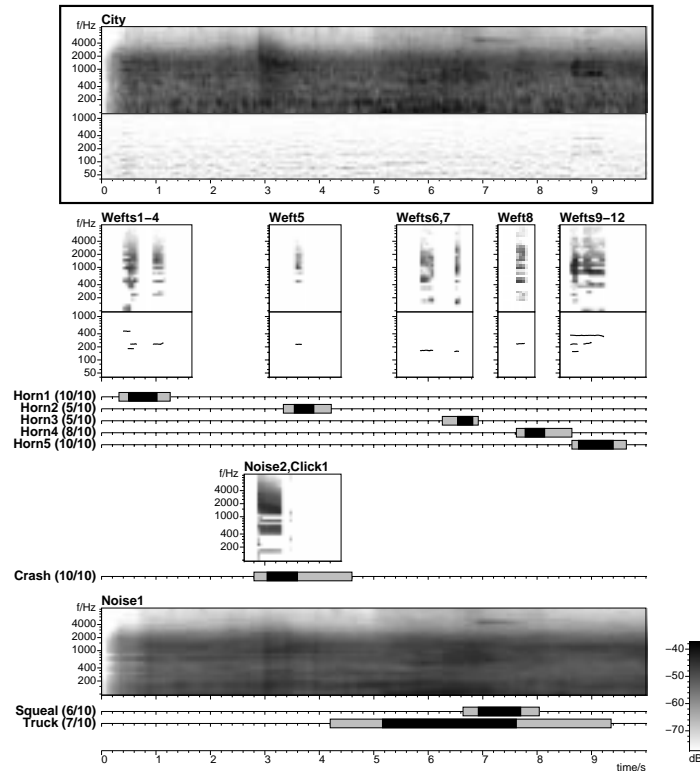 City
f/Hz
4000
2000
1000
400
200
1000
400
200
100
50
0 1 2 3 4 5 6 7 8 9
Wefts1–4 Weft5 Wefts6,7 Weft8 Wefts9–12
f/Hz
4000
2000
1000
400
200
1000
400
200
100
50
Horn1 (10/10)
Horn2 (5/10)
Horn3 (5/10)
Horn4 (8/10)
Horn5 (10/10)
Noise2,Click1
f/Hz
4000
2000
1000
400
200
Crash (10/10)
Noise1
f/Hz
4000
2000
1000
400
200
−40
−50
−60
−70
dB
Squeal (6/10)
Truck (7/10)
0 1 2 3 4 5 6 7 8 9
time/s